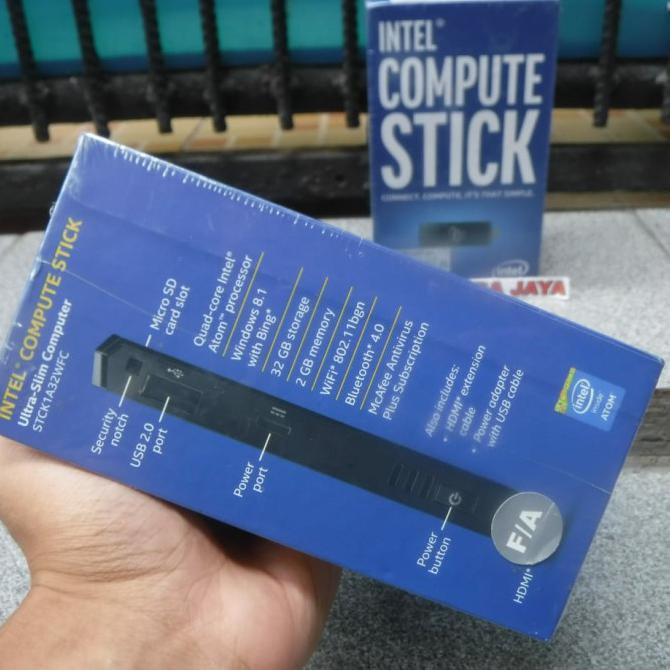 INTEL®
COMPUTE
STICK
CONNECT. COMPUTE. IT'S THAT SIMPLE.
intel
JAYA
INTEL® COMPUTE STICK
Ultra-Slim Computer
STCK1A32WFC
Micro SD
card slot
Quad-core Intel®
Atom™ processor
Windows 8.1
with Bing*
32 GB storage
2 GB memory
WiFi* 802.11bgn
Bluetooth* 4.0
McAfee Antivirus
Plus Subscription
Also includes:
• HDMI* extension
cable
• Power adapter
with USB cable
Security
notch
USB 2.0
port
Power
port
Power
button
HDMI*
F/A
intel
inside
ATOM